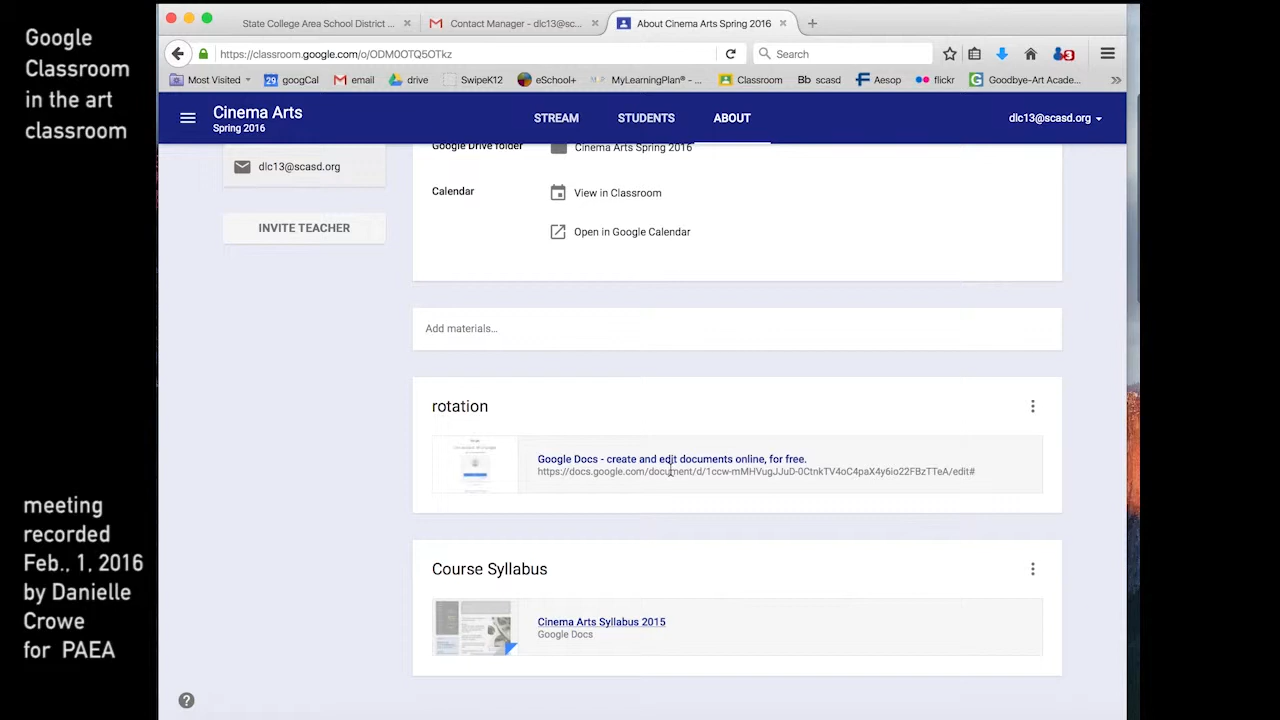 Google
Classroom
in the art
classroom
meeting
recorded
Feb., 1, 2016
by Danielle
Crowe
for PAEA
State College Area School District ...
Contact Manager - dlc13@sc...
About Cinema Arts Spring 2016
https://classroom.google.com/o/ODM0OTQ5OTkz
Search
3
Most Visited
29 googCal
email
drive
SwipeK12
eSchool+
MyLearningPlan® - ...
Classroom
Bb scasd
Aesop
flickr
Goodbye-Art Acade...
Cinema Arts
Spring 2016
STREAM
STUDENTS
ABOUT
dlc13@scasd.org
dlc13@scasd.org
INVITE TEACHER
Google Drive folder
Cinema Arts Spring 2016
Calendar
View in Classroom
Open in Google Calendar
Add materials...
rotation
Google Docs - create and edit documents online, for free.
https://docs.google.com/document/d/1ccw-mMHVugJJuD-0CtnkTV4oC4paX4y6io22FBzTTeA/edit#
Course Syllabus
Cinema Arts Syllabus 2015
Google Docs
?